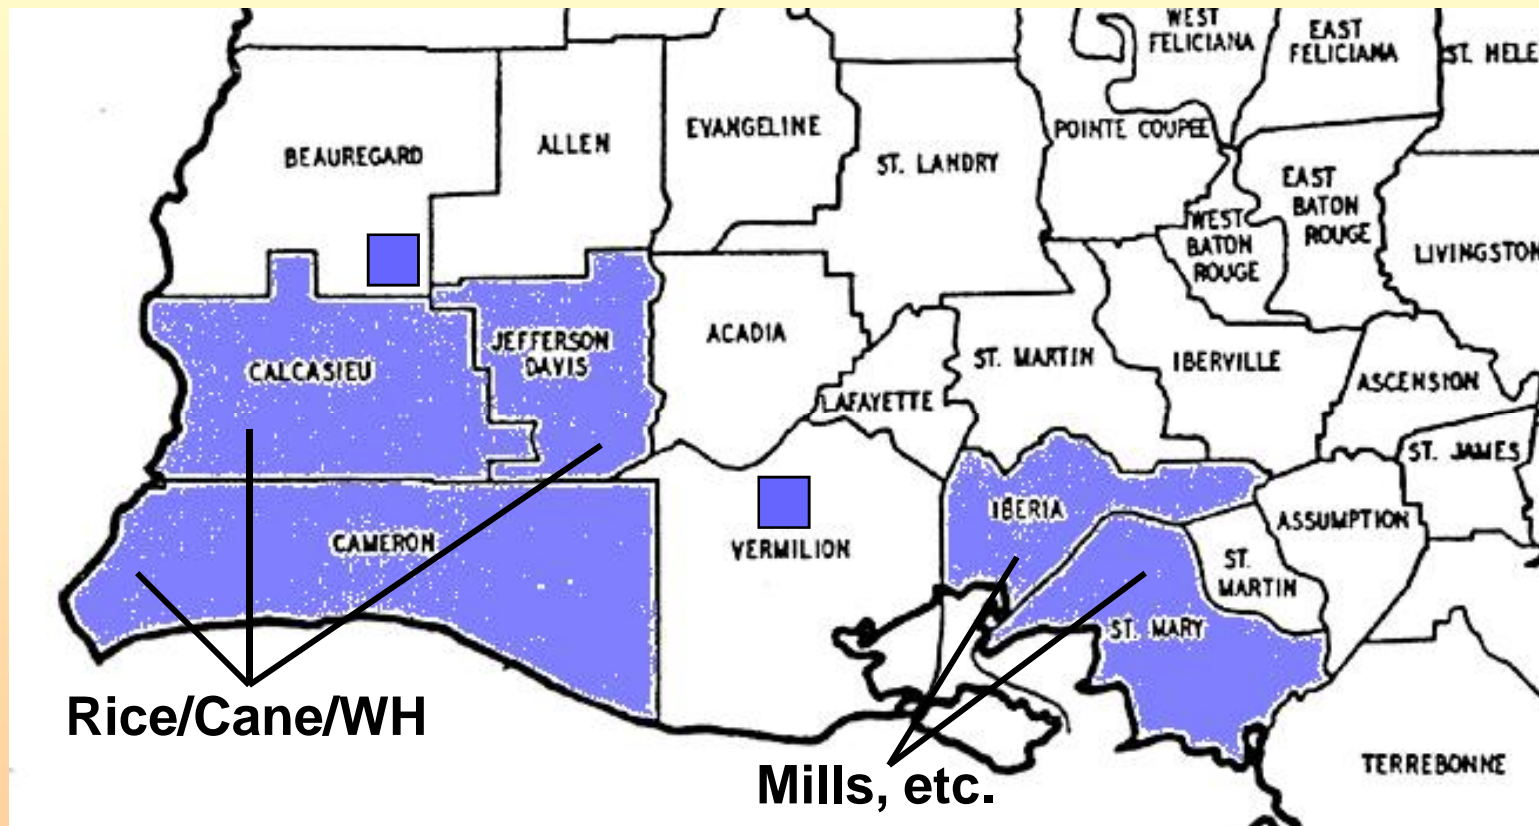 WEST
FELICIANA
EAST
FELICIANA
ST. HELE
BEAUREGARD
ALLEN
EVANGELINE
ST. LANDRY
POINTE COUPEE
WEST
BATON
ROUGE
EAST
BATON
ROUGE
LIVINGSTON
CALCASIEU
JEFFERSON
DAVIS
ACADIA
LAFAYETTE
ST. MARTIN
IBERVILLE
ASCENSION
ST. JAMES
CAMERON
VERMILION
IBERIA
ASSUMPTION
ST.
MARTIN
ST. MARY
TERREBONNE
Rice/Cane/WH
Mills, etc.